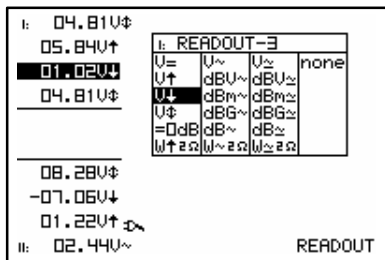 I: 04.81V⇕
05.84V↑
01.02V↓
04.81V⇕
I: READOUT-3
V= V~ V≃ none
V↑ dBV~ dBV≃
V↓ dBm~ dBm≃
V⇕ dBG~ dBG≃
=0dB dB~ dB≃
W↑2Ω W~2Ω W≃2Ω
08.28V⇕
-07.06V↓
01.22V↑
II: 02.44V~
READOUT